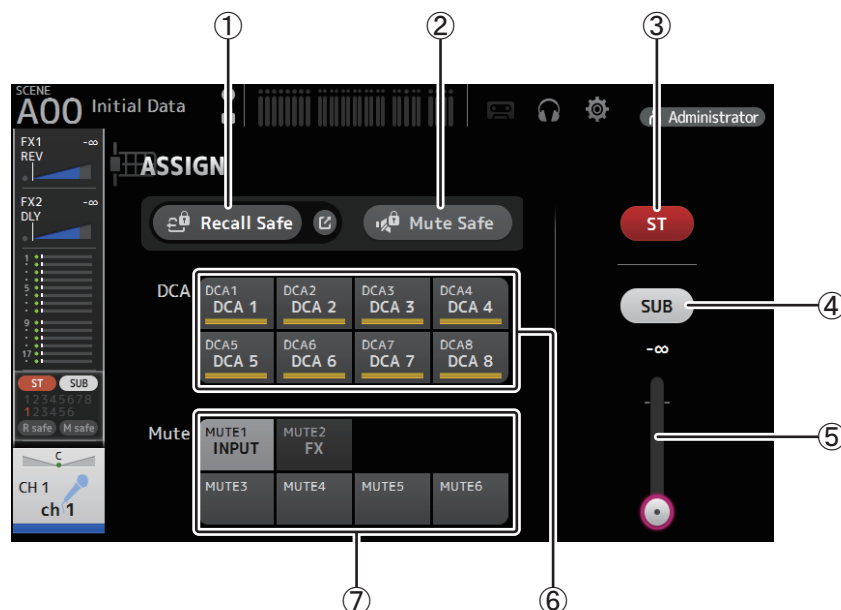 ① ② ③
SCENE
A00 Initial Data
Administrator
FX1 -∞
REV
ASSIGN
FX2 -∞
DLY
Recall Safe
Mute Safe
ST
1
5
9
17
DCA
DCA1 DCA2 DCA3 DCA4
DCA 1 DCA 2 DCA 3 DCA 4
DCA5 DCA6 DCA7 DCA8
DCA 5 DCA 6 DCA 7 DCA 8
SUB ④
-∞
ST SUB
12345678
123456
R safe M safe
Mute
MUTE1 MUTE2
INPUT FX
⑤
MUTE3 MUTE4 MUTE5 MUTE6
C
CH 1
ch 1
⑦ ⑥